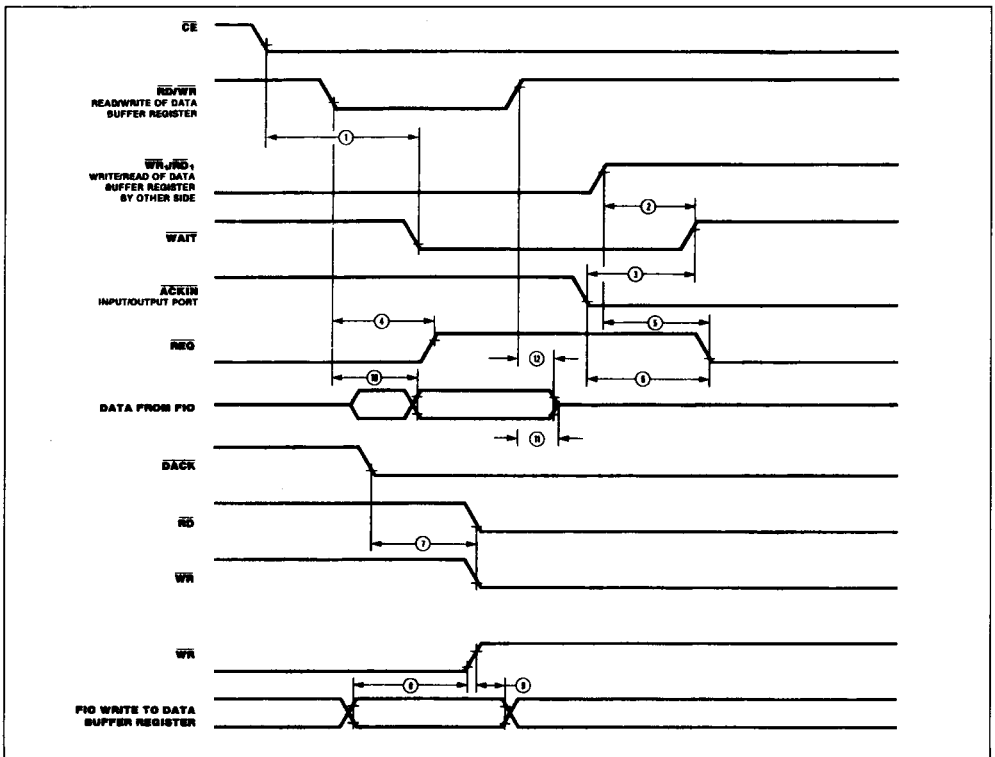 CE
RD/WR
READ/WRITE OF DATA
BUFFER REGISTER
1
WR₁/RD₁
WRITE/READ OF DATA
BUFFER REGISTER
BY OTHER SIDE
2
WAIT
3
ACKIN
INPUT/OUTPUT PORT
4
5
REQ
12
10
6
DATA FROM FIO
11
DACK
RD
7
WR
WR
8
9
FIO WRITE TO DATA
BUFFER REGISTER